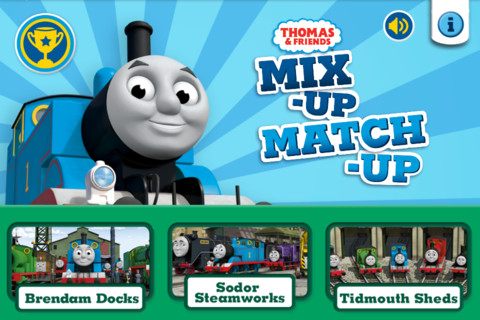 THOMAS
& FRIENDS
MIX
-UP
MATCH
-UP
i
Brendam Docks
Sodor
Steamworks
Tidmouth Sheds